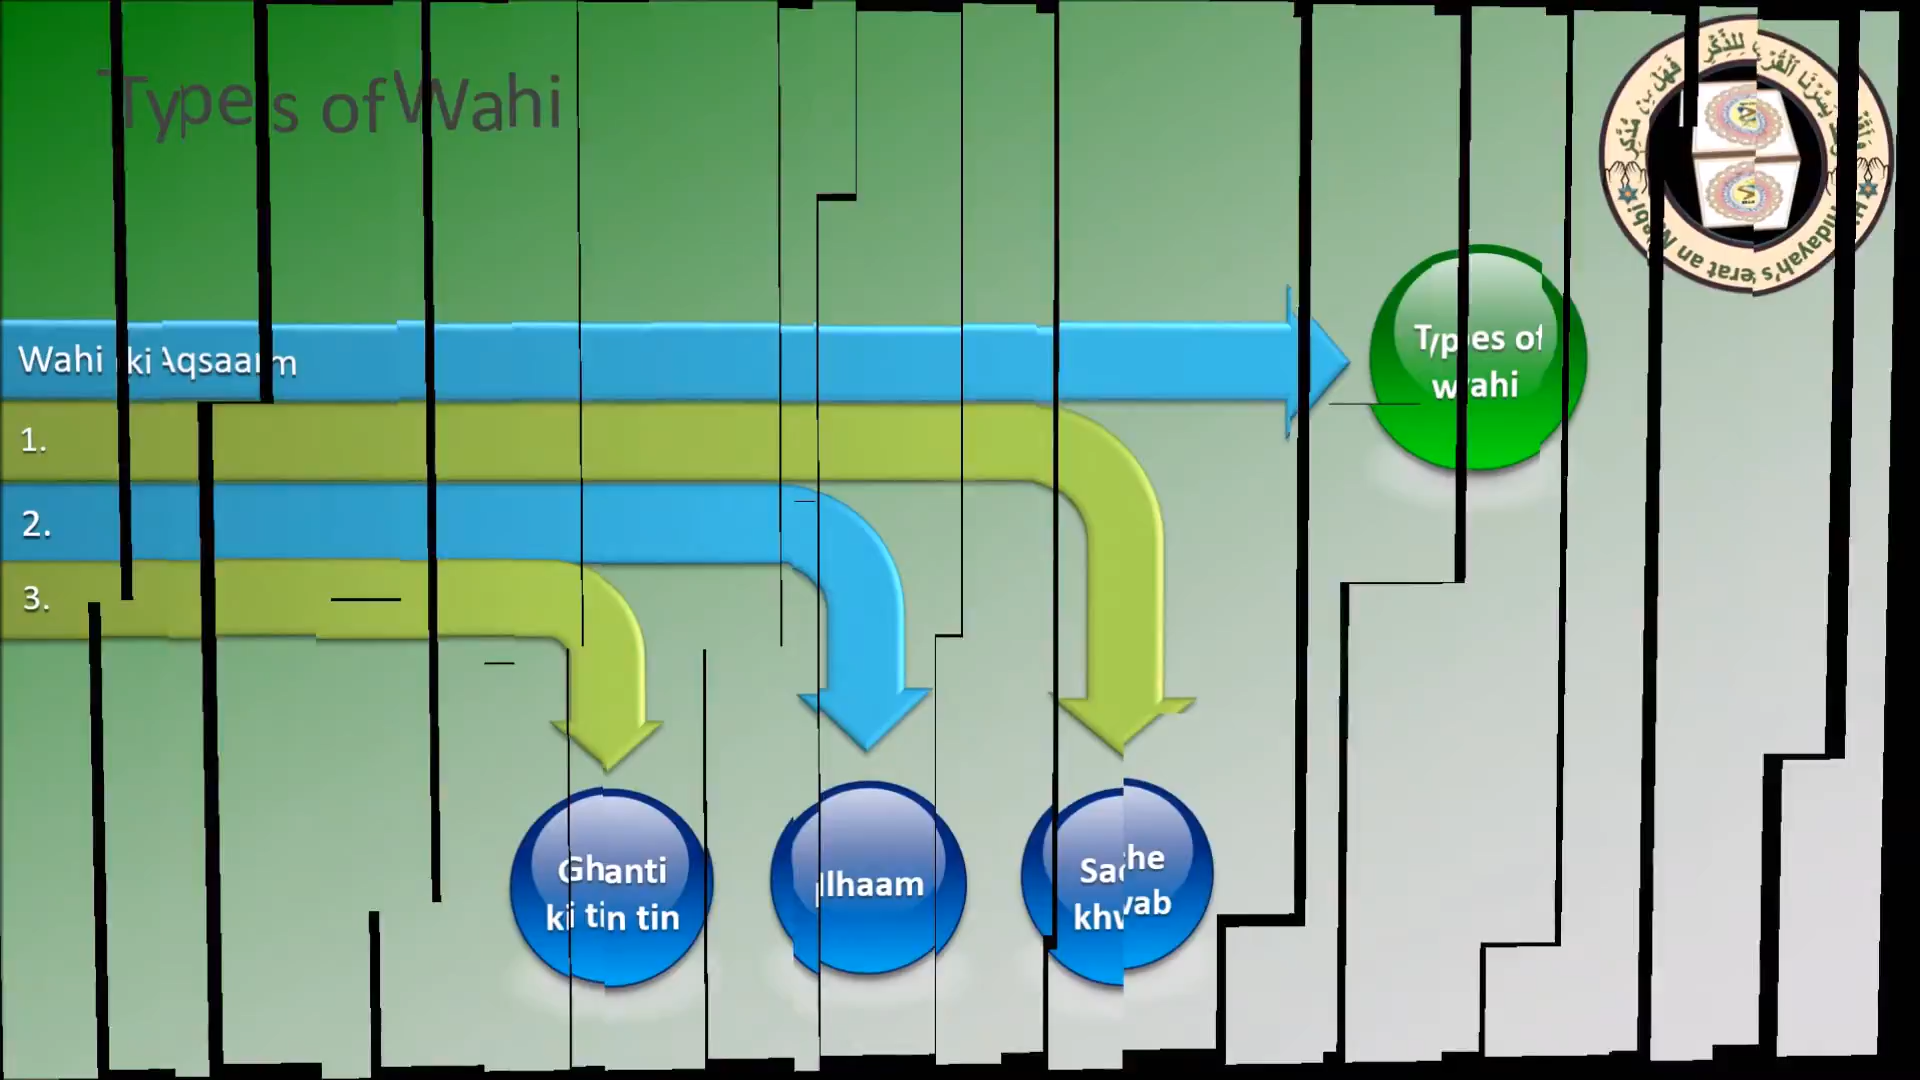 Types of Wahi
Wahi ki Aqsaam
1.
2.
3.
Types of
wahi
Ghanti
ki tin tin
Ilhaam
Sache
khwab